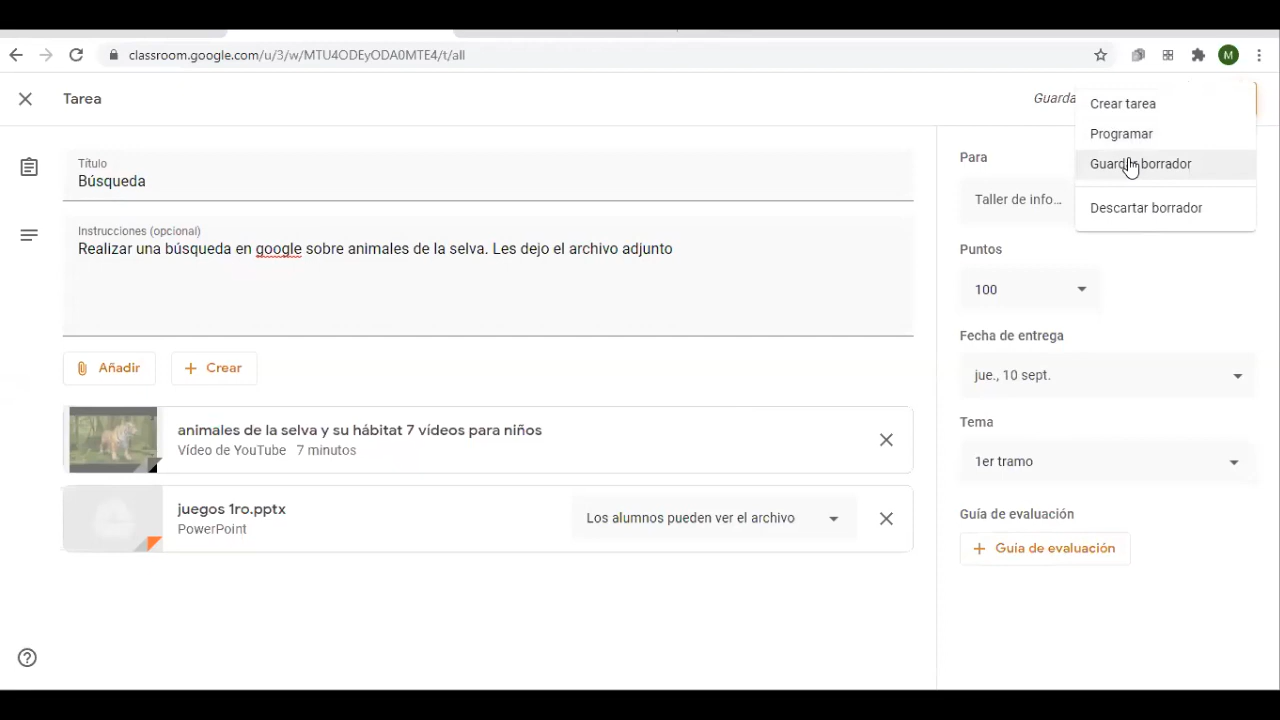 classroom.google.com/u/3/w/MTU4ODEyODA0MTE4/t/all
M
Tarea
Guarda
Crear tarea
Programar
Guardar borrador
Descartar borrador
Título
Búsqueda
Instrucciones (opcional)
Realizar una búsqueda en google sobre animales de la selva. Les dejo el archivo adjunto
Añadir
Crear
animales de la selva y su hábitat 7 vídeos para niños
Vídeo de YouTube 7 minutos
juegos 1ro.pptx
PowerPoint
Los alumnos pueden ver el archivo
Para
Taller de info...
Puntos
100
Fecha de entrega
jue., 10 sept.
Tema
1er tramo
Guía de evaluación
Guía de evaluación